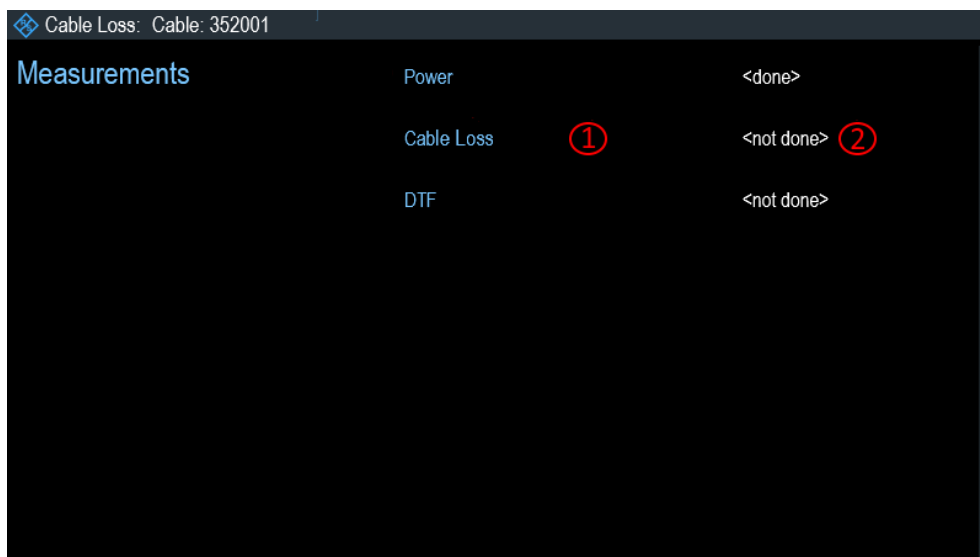 Cable Loss: Cable: 352001
Measurements Power <done>
Cable Loss ① <not done> ②
DTF <not done>